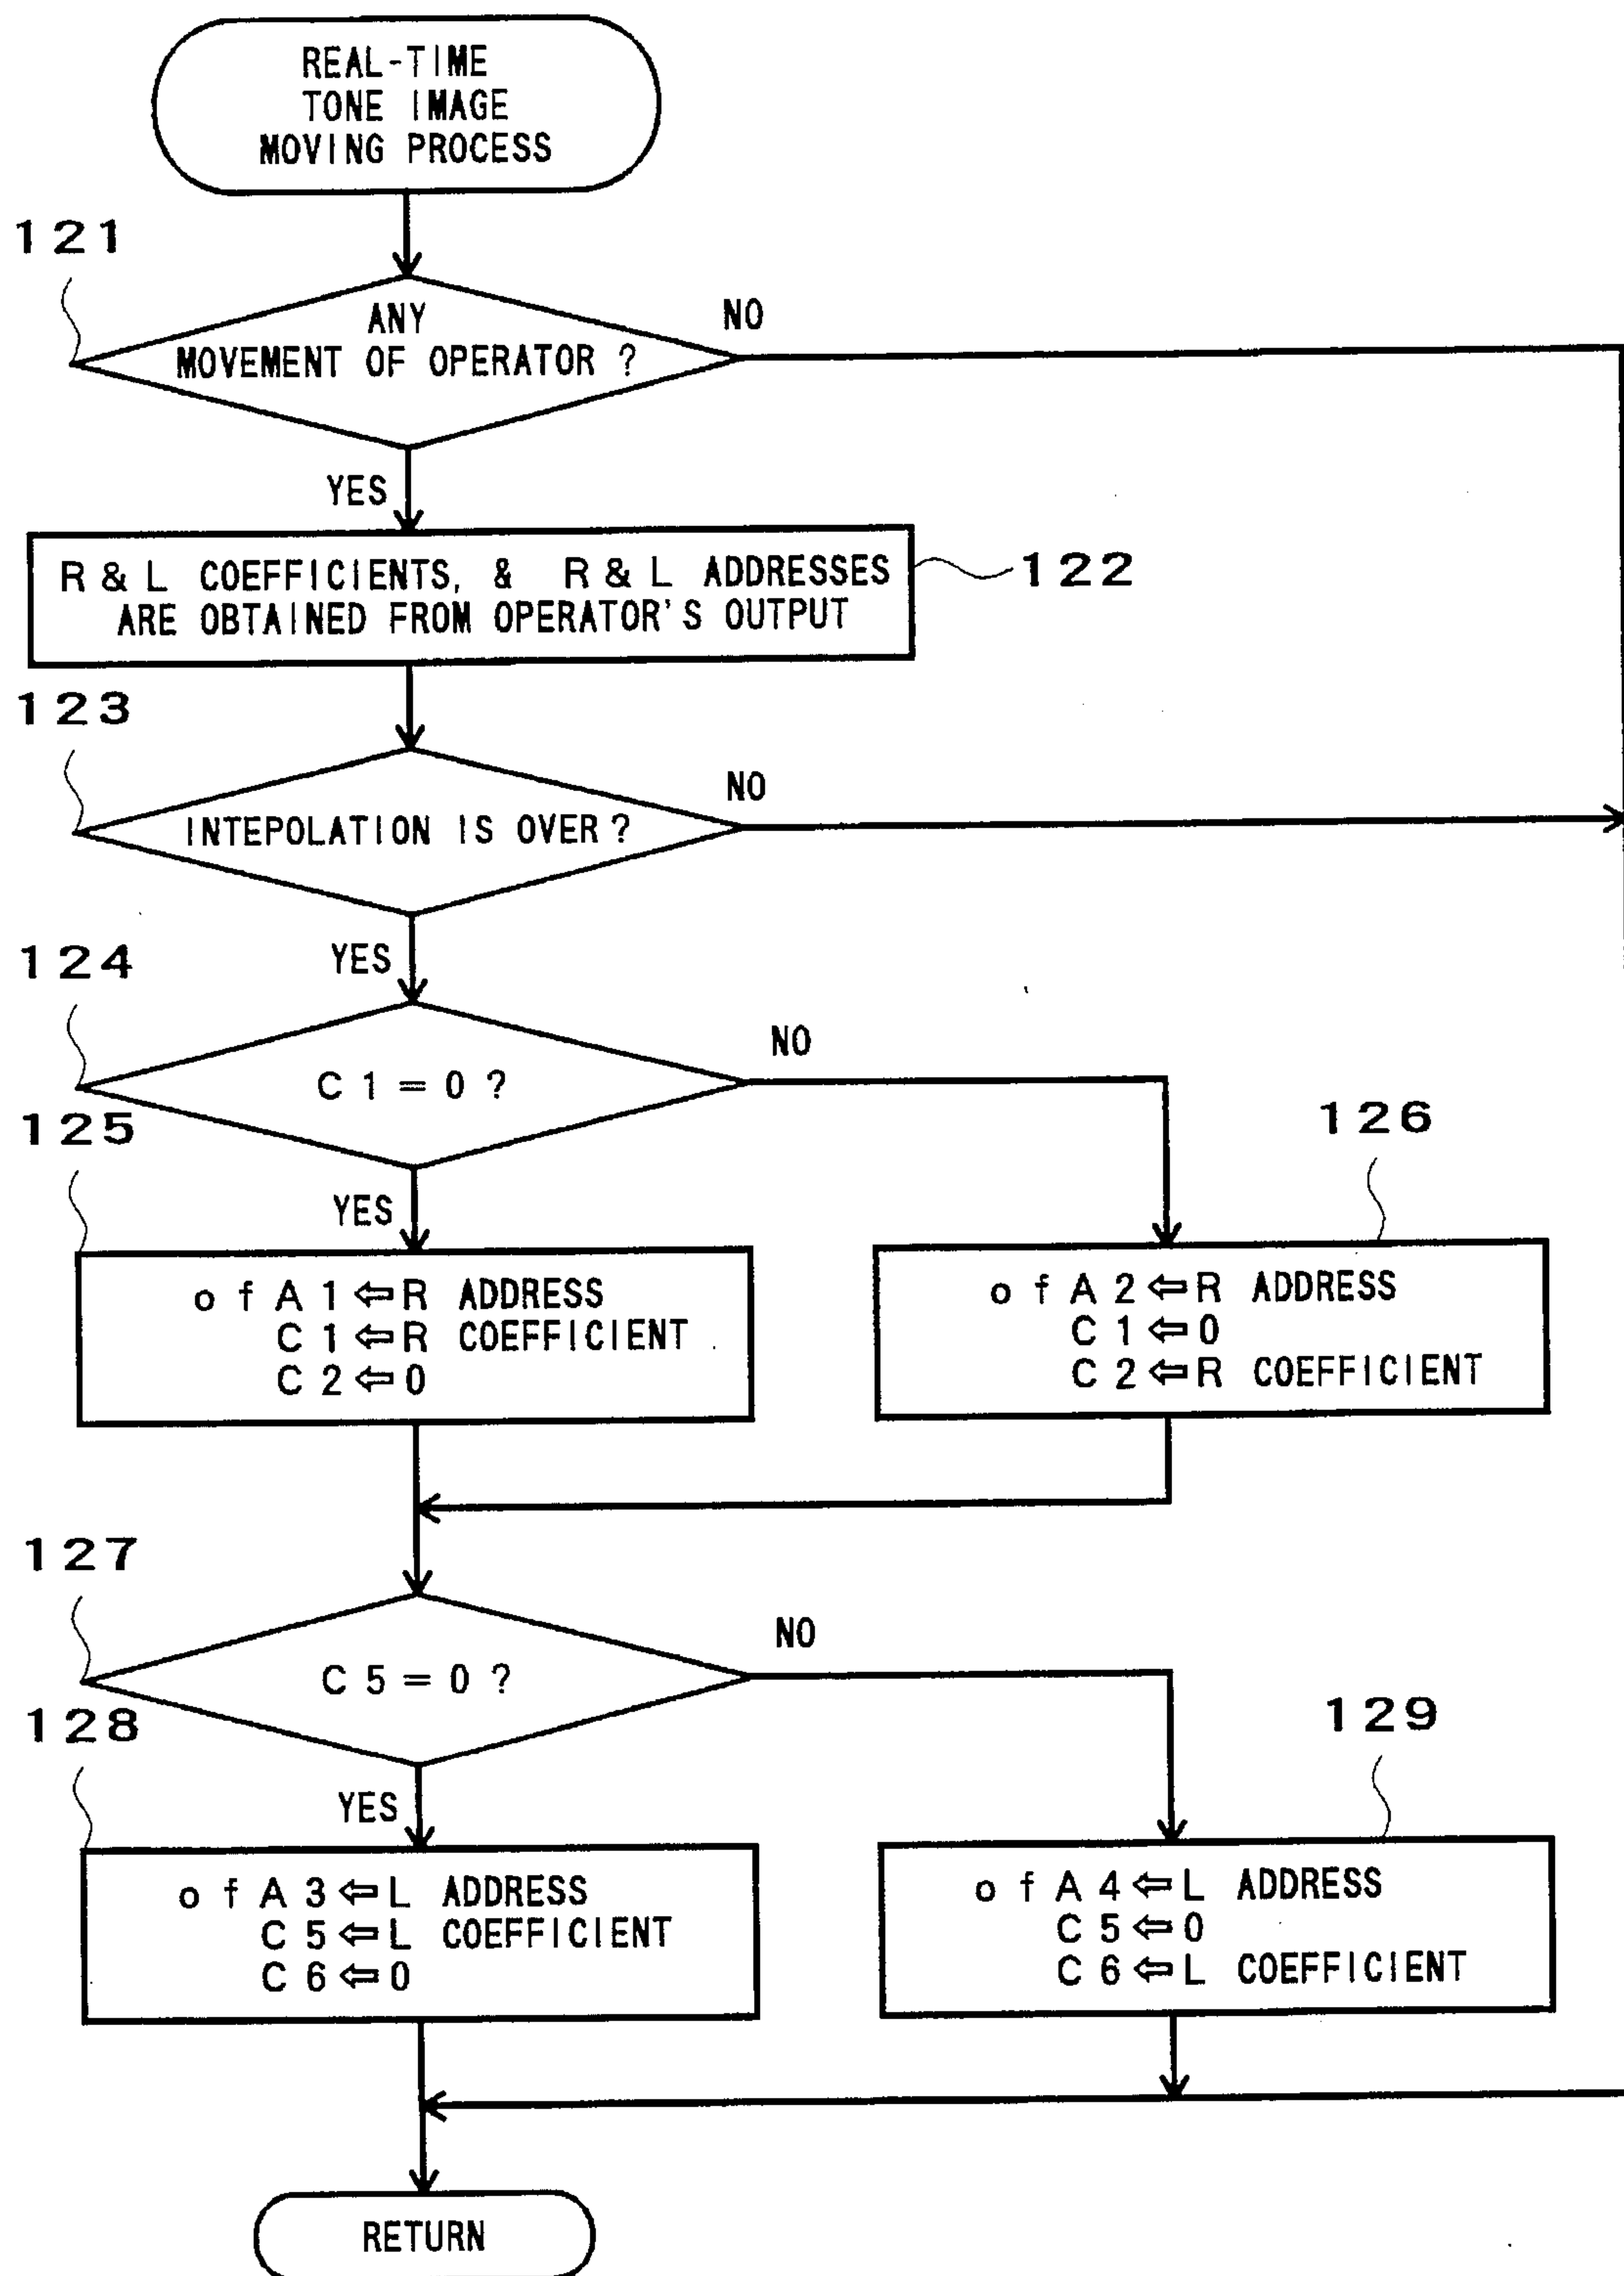 REAL-TIME
TONE IMAGE
MOVING PROCESS
121
ANY
MOVEMENT OF OPERATOR ?
NO
YES
R & L COEFFICIENTS, & R & L ADDRESSES
ARE OBTAINED FROM OPERATOR'S OUTPUT
122
123
INTEPOLATION IS OVER ?
NO
YES
124
C 1 = 0 ?
NO
YES
125
o f A 1 ⇦ R ADDRESS
C 1 ⇦ R COEFFICIENT
C 2 ⇦ 0
126
o f A 2 ⇦ R ADDRESS
C 1 ⇦ 0
C 2 ⇦ R COEFFICIENT
127
C 5 = 0 ?
NO
YES
128
o f A 3 ⇦ L ADDRESS
C 5 ⇦ L COEFFICIENT
C 6 ⇦ 0
129
o f A 4 ⇦ L ADDRESS
C 5 ⇦ 0
C 6 ⇦ L COEFFICIENT
RETURN